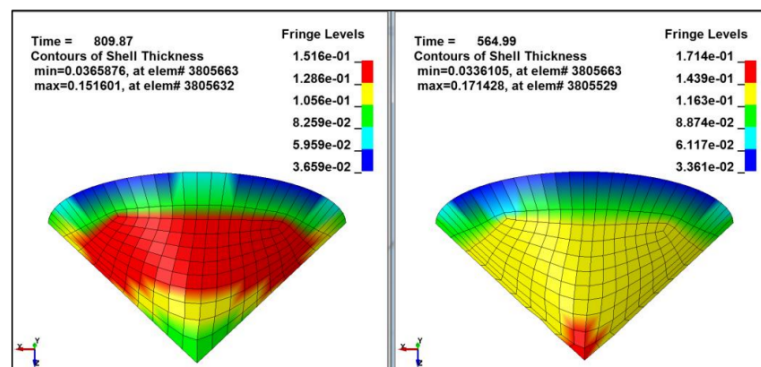 Time = 809.87
Contours of Shell Thickness
min=0.0365876, at elem# 3805663
max=0.151601, at elem# 3805632
Fringe Levels
1.516e-01
1.286e-01
1.056e-01
8.259e-02
5.959e-02
3.659e-02
X
Y
Z
Time = 564.99
Contours of Shell Thickness
min=0.0336105, at elem# 3805663
max=0.171428, at elem# 3805529
Fringe Levels
1.714e-01
1.439e-01
1.163e-01
8.874e-02
6.117e-02
3.361e-02
X
Y
Z